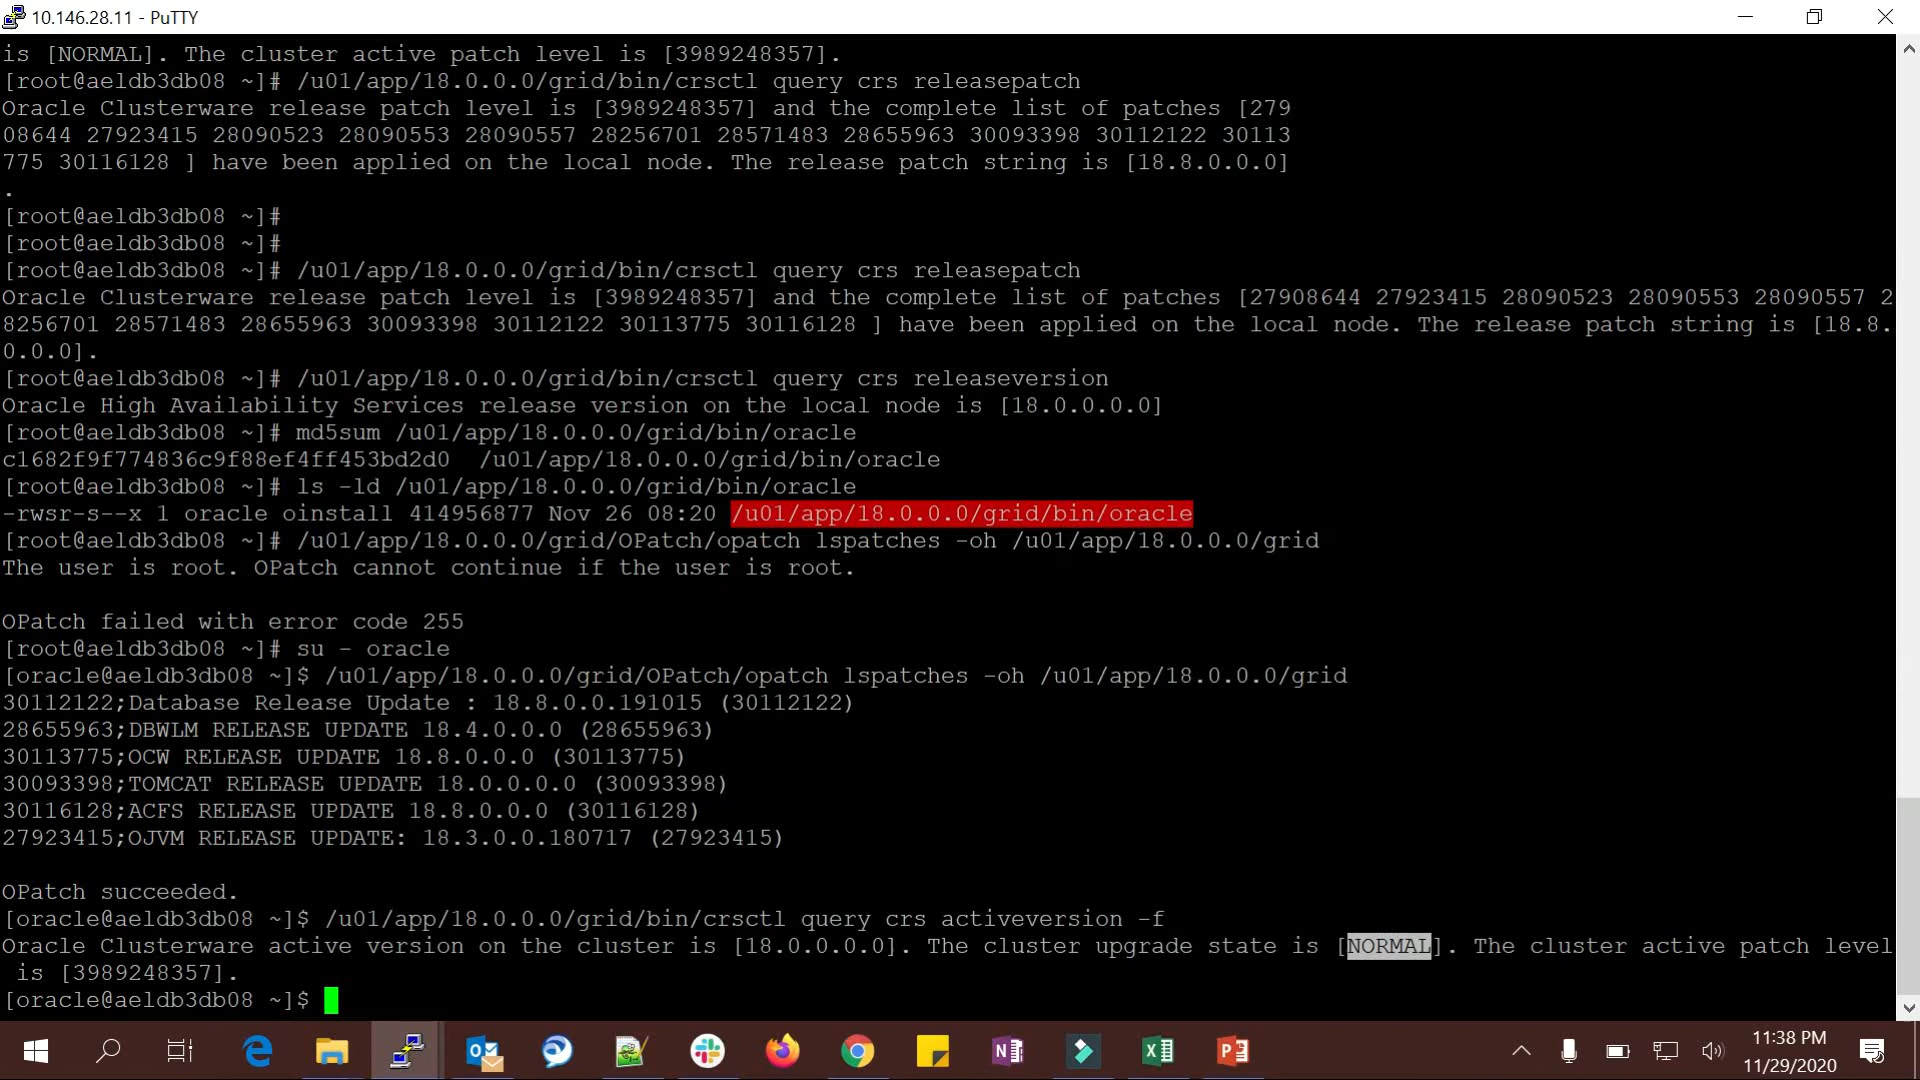 10.146.28.11 - PuTTY
is [NORMAL]. The cluster active patch level is [3989248357].
[root@aeldb3db08 ~]# /u01/app/18.0.0.0/grid/bin/crsctl query crs releasepatch
Oracle Clusterware release patch level is [3989248357] and the complete list of patches [279
08644 27923415 28090523 28090553 28090557 28256701 28571483 28655963 30093398 30112122 30113
775 30116128 ] have been applied on the local node. The release patch string is [18.8.0.0.0]
.
[root@aeldb3db08 ~]#
[root@aeldb3db08 ~]#
[root@aeldb3db08 ~]# /u01/app/18.0.0.0/grid/bin/crsctl query crs releasepatch
Oracle Clusterware release patch level is [3989248357] and the complete list of patches [27908644 27923415 28090523 28090553 28090557 2
8256701 28571483 28655963 30093398 30112122 30113775 30116128 ] have been applied on the local node. The release patch string is [18.8.
0.0.0].
[root@aeldb3db08 ~]# /u01/app/18.0.0.0/grid/bin/crsctl query crs releaseversion
Oracle High Availability Services release version on the local node is [18.0.0.0.0]
[root@aeldb3db08 ~]# md5sum /u01/app/18.0.0.0/grid/bin/oracle
c1682f9f774836c9f88ef4ff453bd2d0  /u01/app/18.0.0.0/grid/bin/oracle
[root@aeldb3db08 ~]# ls -ld /u01/app/18.0.0.0/grid/bin/oracle
-rwsr-s--x 1 oracle oinstall 414956877 Nov 26 08:20 /u01/app/18.0.0.0/grid/bin/oracle
[root@aeldb3db08 ~]# /u01/app/18.0.0.0/grid/OPatch/opatch lspatches -oh /u01/app/18.0.0.0/grid
The user is root. OPatch cannot continue if the user is root.
OPatch failed with error code 255
[root@aeldb3db08 ~]# su - oracle
[oracle@aeldb3db08 ~]$ /u01/app/18.0.0.0/grid/OPatch/opatch lspatches -oh /u01/app/18.0.0.0/grid
30112122;Database Release Update : 18.8.0.0.191015 (30112122)
28655963;DBWLM RELEASE UPDATE 18.4.0.0.0 (28655963)
30113775;OCW RELEASE UPDATE 18.8.0.0.0 (30113775)
30093398;TOMCAT RELEASE UPDATE 18.0.0.0.0 (30093398)
30116128;ACFS RELEASE UPDATE 18.8.0.0.0 (30116128)
27923415;OJVM RELEASE UPDATE: 18.3.0.0.180717 (27923415)
OPatch succeeded.
[oracle@aeldb3db08 ~]$ /u01/app/18.0.0.0/grid/bin/crsctl query crs activeversion -f
Oracle Clusterware active version on the cluster is [18.0.0.0.0]. The cluster upgrade state is [NORMAL]. The cluster active patch level
is [3989248357].
[oracle@aeldb3db08 ~]$
11:38 PM
11/29/2020